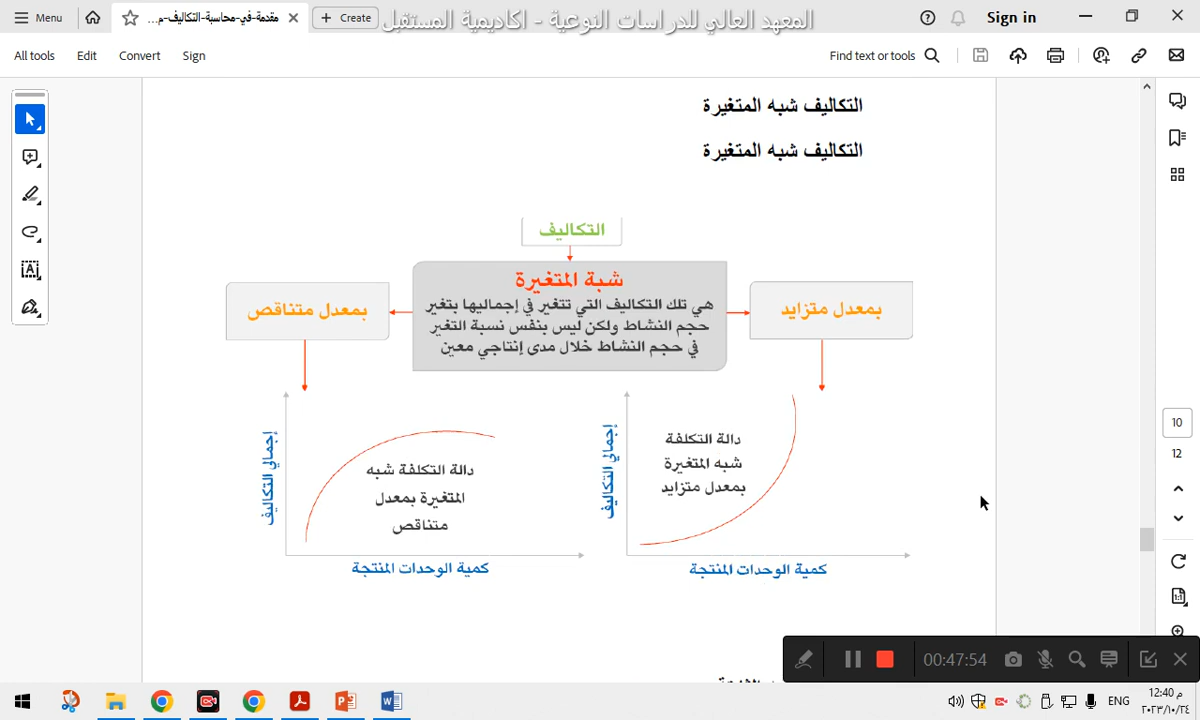 Menu
مقدمة-في-محاسبة-التكاليف-م...
Create
المعهد العالي للدراسات النوعية - اكاديمية المستقبل
Sign in
All tools
Edit
Convert
Sign
Find text or tools
التكاليف شبه المتغيرة
التكاليف شبه المتغيرة
التكاليف
شبة المتغيرة
هي تلك التكاليف التي تتغير في إجماليها بتغير
حجم النشاط ولكن ليس بنفس نسبة التغير
في حجم النشاط خلال مدى إنتاجي معين
بمعدل متزايد
بمعدل متناقص
إجمالي التكاليف
دالة التكلفة
شبه المتغيرة
بمعدل متزايد
كمية الوحدات المنتجة
إجمالي التكاليف
دالة التكلفة شبه
المتغيرة بمعدل
متناقص
كمية الوحدات المنتجة
10
12
00:47:54
ENG
12:40 م
٢٠٢٣/١٠/٢٤